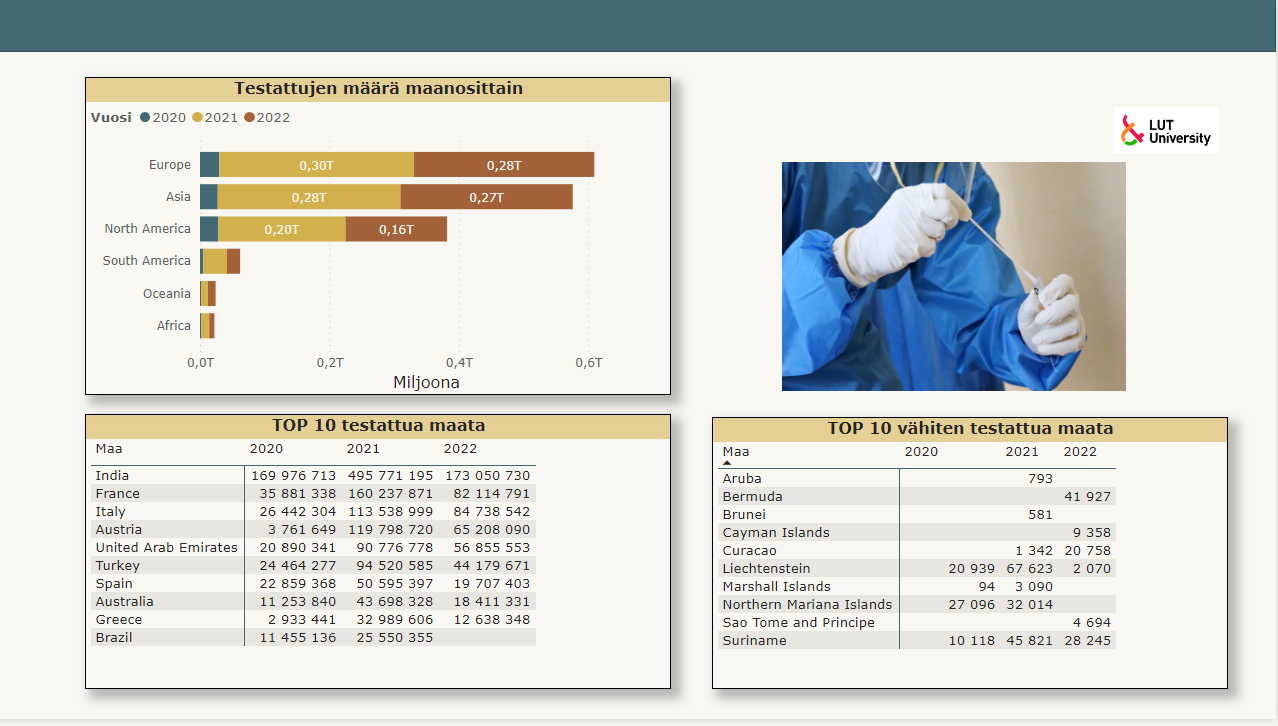 Testattujen määrä maanosittain
Vuosi 2020 2021 2022
Europe 0,30T 0,28T
Asia 0,28T 0,27T
North America 0,20T 0,16T
South America
Oceania
Africa
0,0T 0,2T 0,4T 0,6T
Miljoona
LUT
University
TOP 10 testattua maata
Maa 2020 2021 2022
India 169 976 713 495 771 195 173 050 730
France 35 881 338 160 237 871 82 114 791
Italy 26 442 304 113 538 999 84 738 542
Austria 3 761 649 119 798 720 65 208 090
United Arab Emirates 20 890 341 90 776 778 56 855 553
Turkey 24 464 277 94 520 585 44 179 671
Spain 22 859 368 50 595 397 19 707 403
Australia 11 253 840 43 698 328 18 411 331
Greece 2 933 441 32 989 606 12 638 348
Brazil 11 455 136 25 550 355
TOP 10 vähiten testattua maata
Maa 2020 2021 2022
Aruba 793
Bermuda 41 927
Brunei 581
Cayman Islands 9 358
Curacao 1 342 20 758
Liechtenstein 20 939 67 623 2 070
Marshall Islands 94 3 090
Northern Mariana Islands 27 096 32 014
Sao Tome and Principe 4 694
Suriname 10 118 45 821 28 245